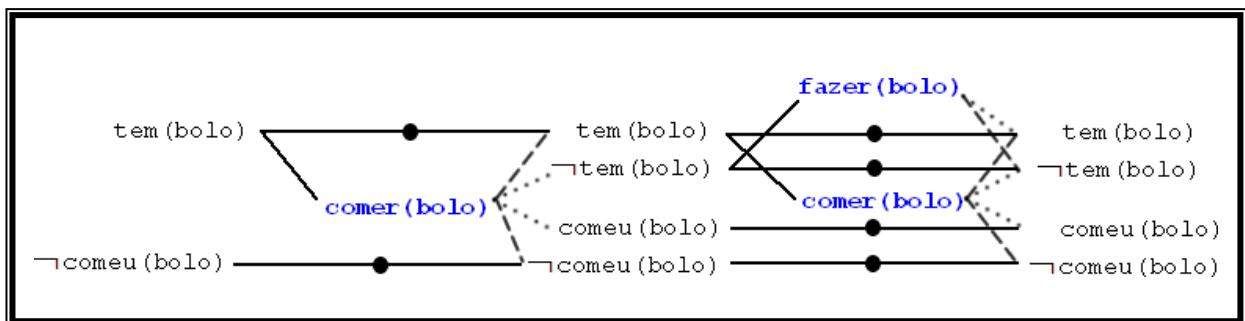 fazer(bolo)
tem(bolo) tem(bolo) tem(bolo)
¬tem(bolo) ¬tem(bolo)
comer(bolo) comer(bolo)
comeu(bolo) comeu(bolo)
¬comeu(bolo) ¬comeu(bolo) ¬comeu(bolo)